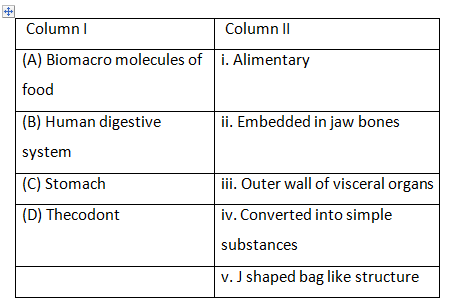 Column I Column II
(A) Biomacro molecules of i. Alimentary
food
(B) Human digestive ii. Embedded in jaw bones
system
(C) Stomach iii. Outer wall of visceral organs
(D) Thecodont iv. Converted into simple
substances
v. J shaped bag like structure